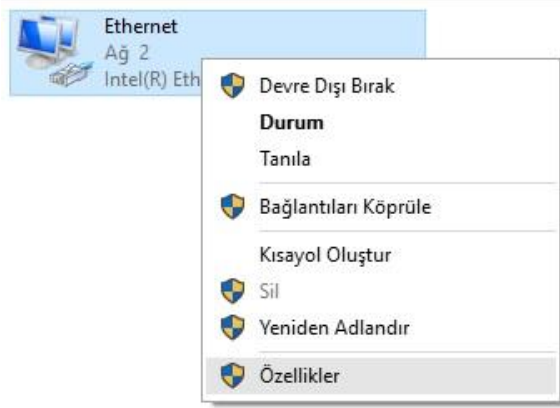 Ethernet
Ağ 2
Intel(R) Eth
Devre Dışı Bırak
Durum
Tanıla
Bağlantıları Köprüle
Kısayol Oluştur
Sil
Yeniden Adlandır
Özellikler